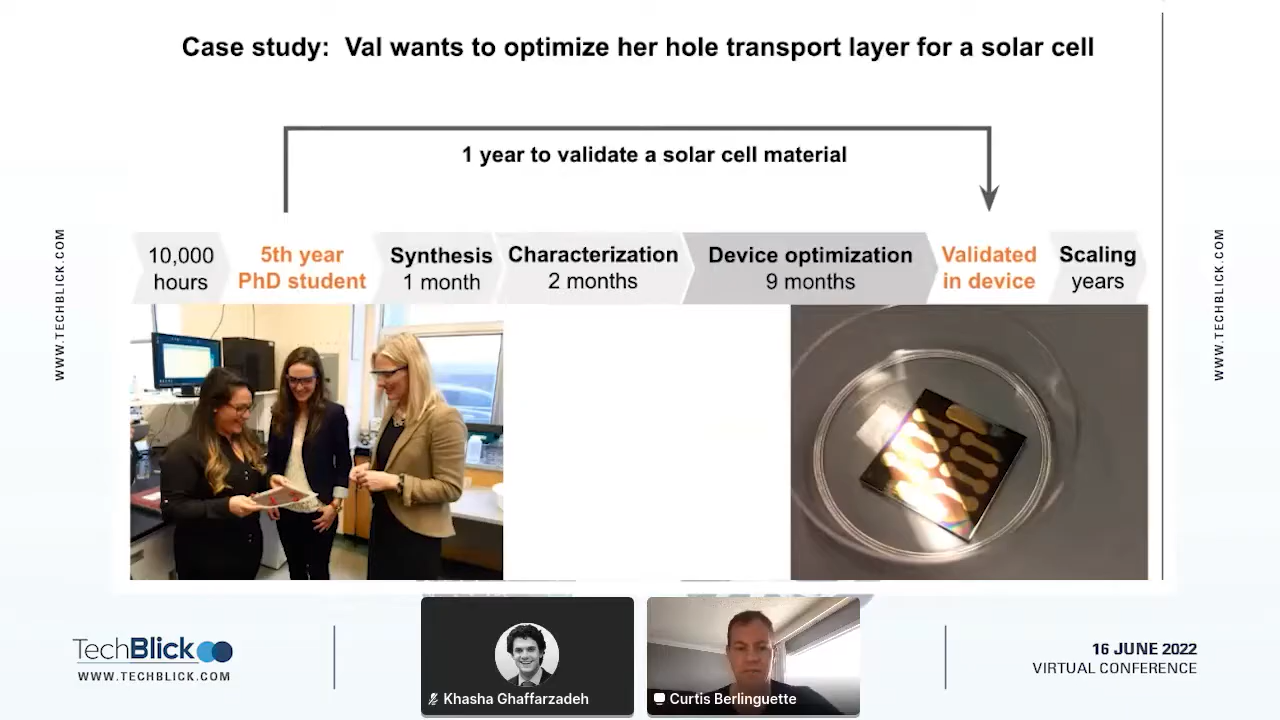 Case study: Val wants to optimize her hole transport layer for a solar cell
1 year to validate a solar cell material
10,000
hours
5th year
PhD student
Synthesis
1 month
Characterization
2 months
Device optimization
9 months
Validated
in device
Scaling
years
WWW.TECHBLICK.COM
WWW.TECHBLICK.COM
TechBlick
WWW.TECHBLICK.COM
Khasha Ghaffarzadeh
Curtis Berlinguette
16 JUNE 2022
VIRTUAL CONFERENCE